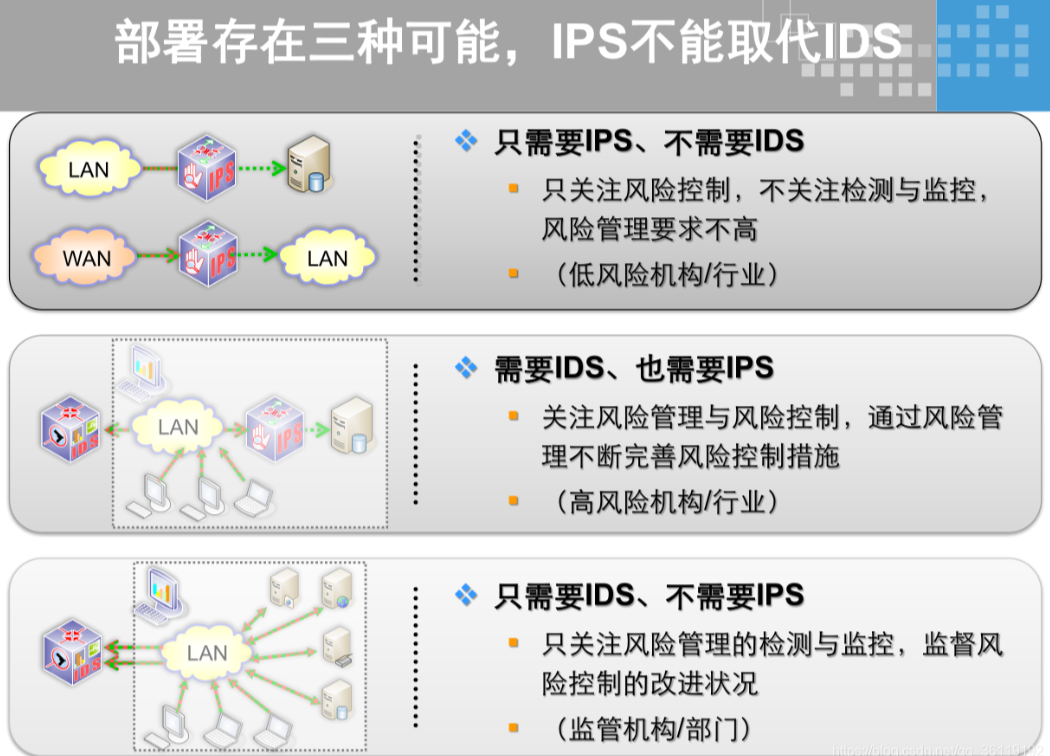 部署存在三种可能，IPS不能取代IDS
LAN
IPS
WAN
IPS
LAN
只需要IPS、不需要IDS
只关注风险控制，不关注检测与监控，
风险管理要求不高
（低风险机构/行业）
IDS
LAN
IPS
需要IDS、也需要IPS
关注风险管理与风险控制，通过风险管
理不断完善风险控制措施
（高风险机构/行业）
IDS
LAN
只需要IDS、不需要IPS
只关注风险管理的检测与监控，监督风
险控制的改进状况
（监管机构/部门）